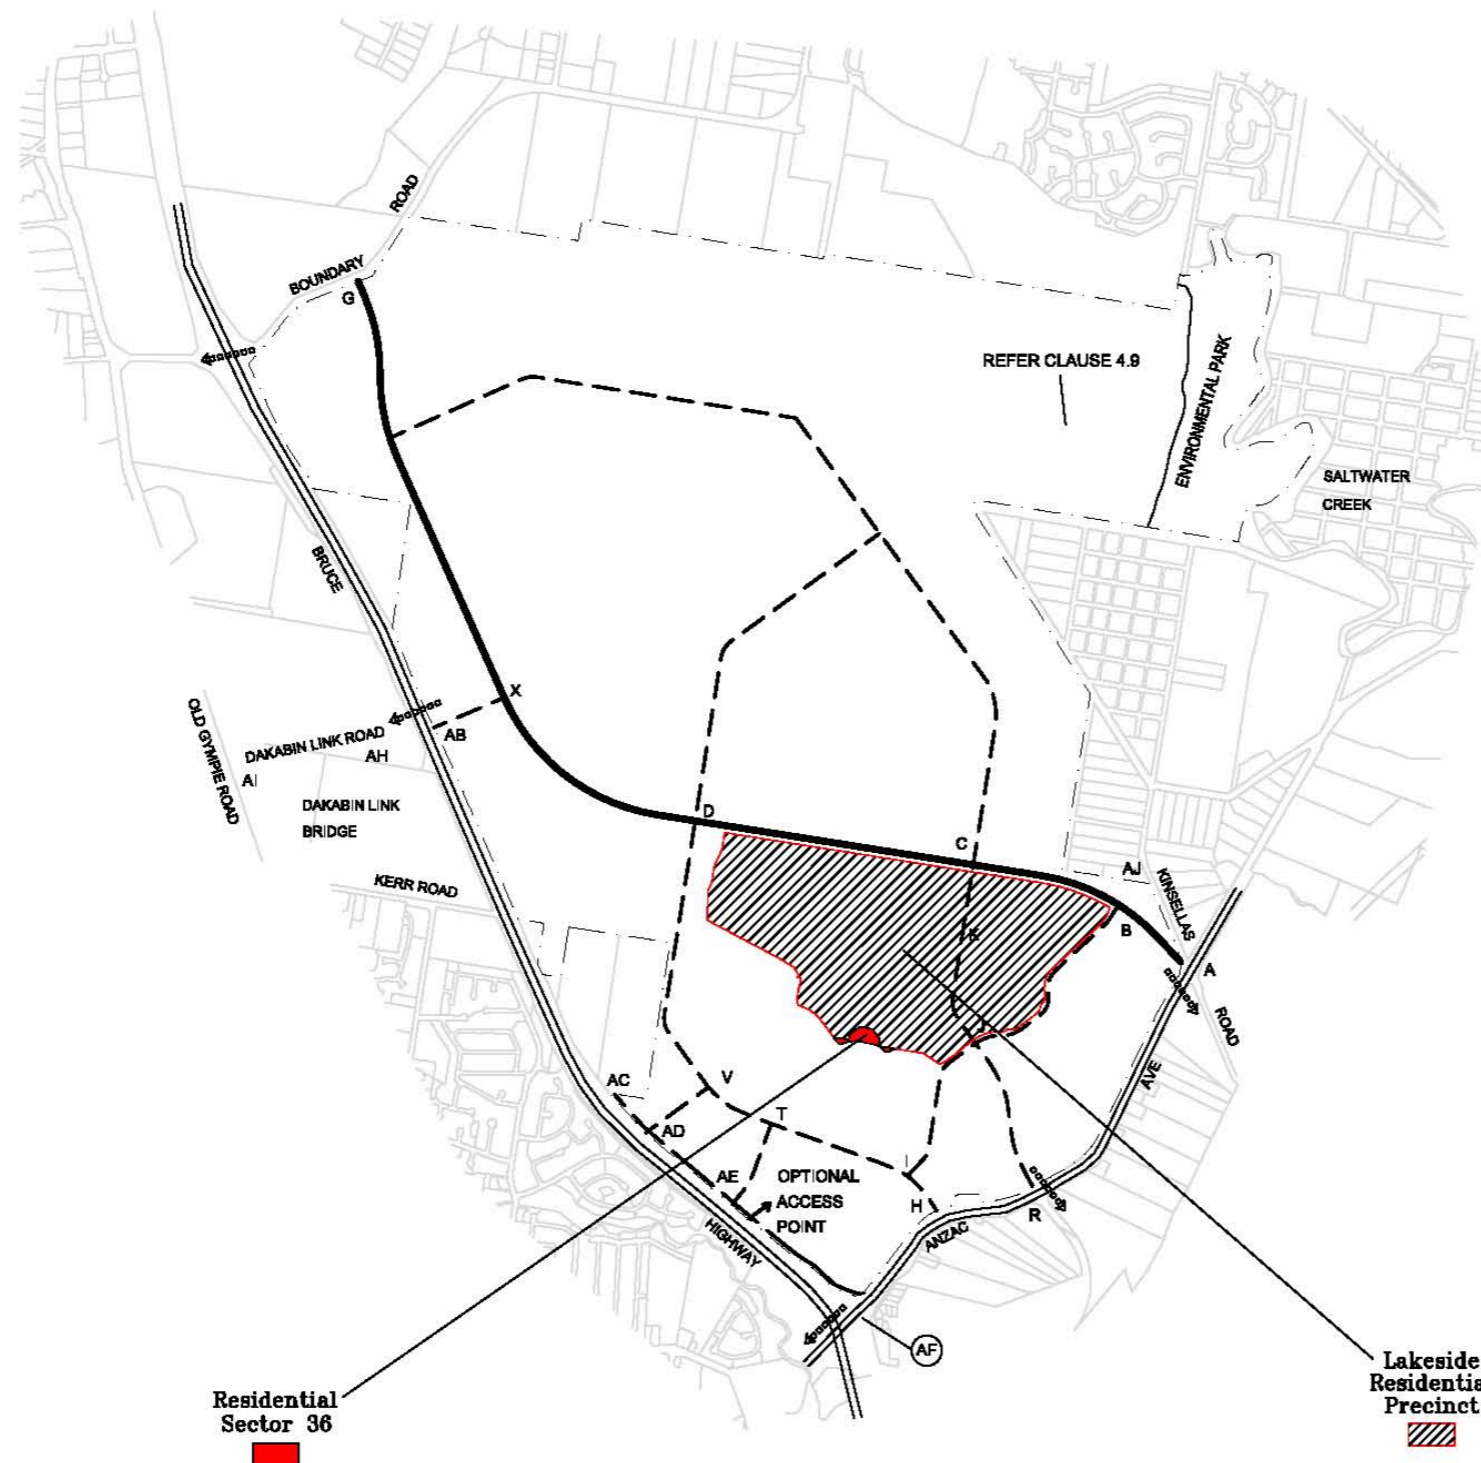 ROAD
BOUNDARY
G
REFER CLAUSE 4.9
ENVIRONMENTAL PARK
SALTWATER
CREEK
BRUCE
X
OLD GYMPIE ROAD
DAKABIN LINK ROAD
AB
AH
AI
DAKABIN LINK
BRIDGE
D
C
AJ
KINSELLAS
KERR ROAD
B
K
A
ROAD
J
AC
V
AVE
T
AD
I
AE
OPTIONAL
ACCESS
POINT
H
R
HIGHWAY
ANZAC
AF
Residential
Sector 36
Lakeside
Residentia
Precinct